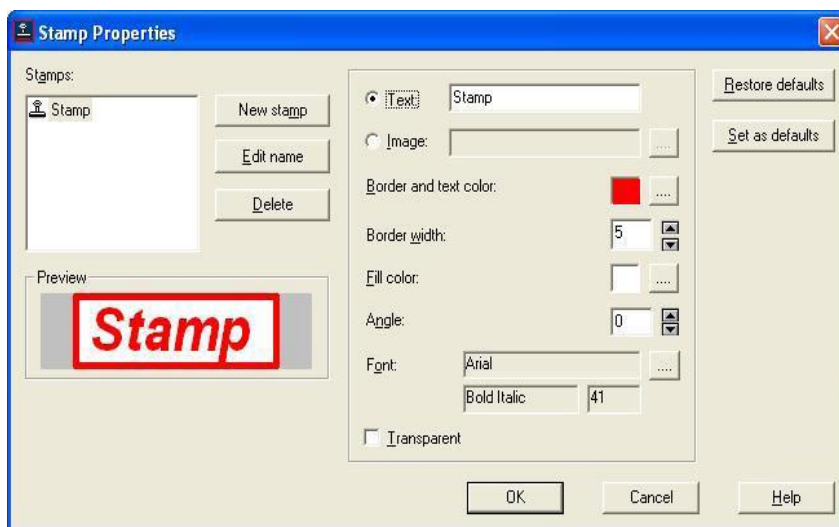 Stamp Properties
Stamps:
Stamp
New stamp
Edit name
Delete
Preview
Stamp
Text:
Stamp
Image:
....
Border and text color:
....
Border width:
5
Fill color:
....
Angle:
0
Font:
Arial
....
Bold Italic
41
Transparent
Restore defaults
Set as defaults
OK
Cancel
Help